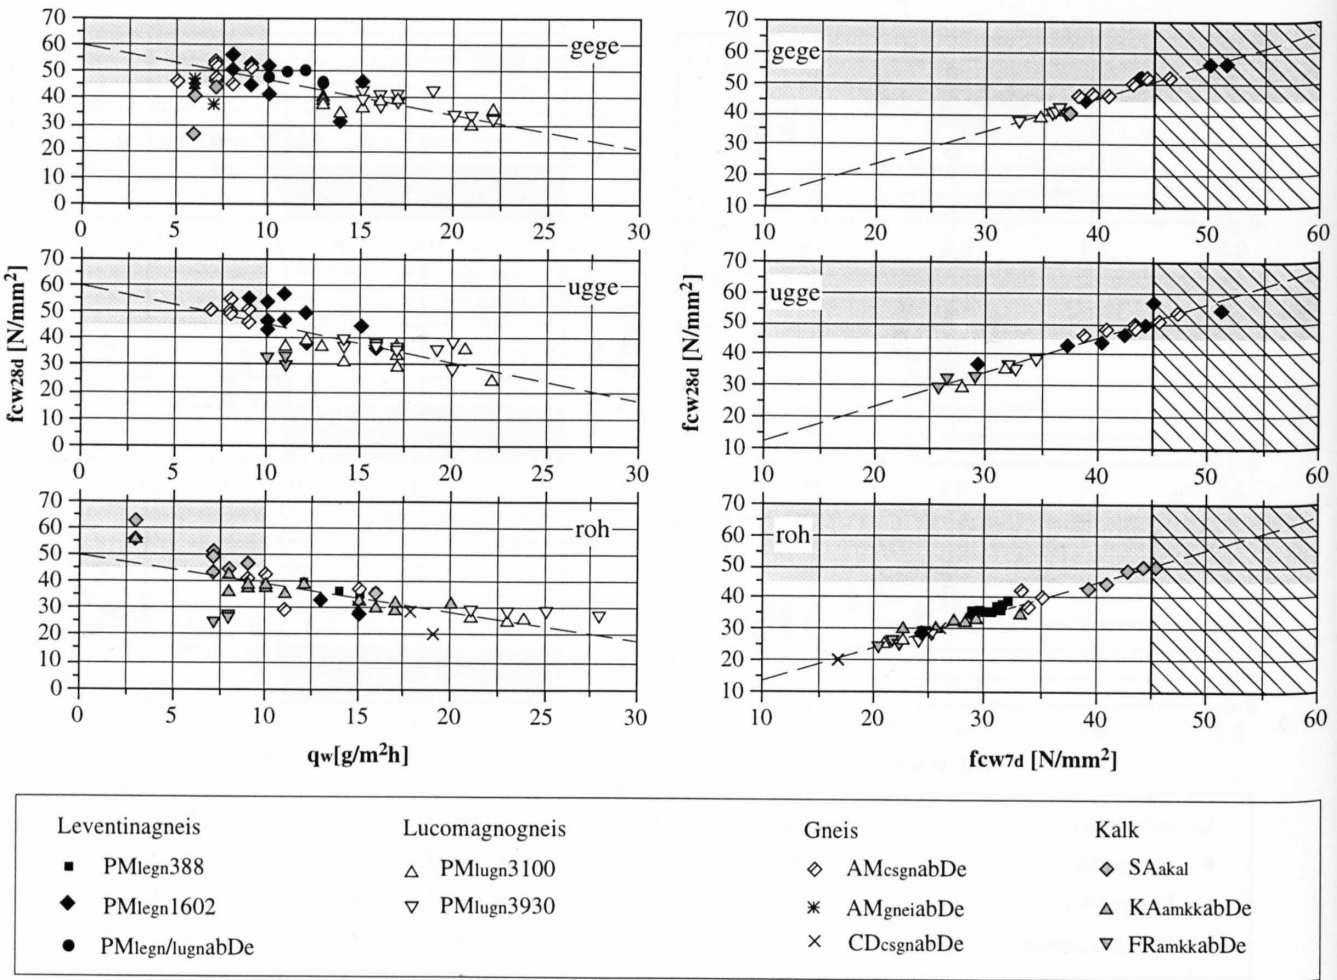 70
60
50
40
30
20
10
0
gege
0 5 10 15 20 25 30
70
60
50
40
30
20
10
gege
10 20 30 40 50 60
fcw28d [N/mm²]
70
60
50
40
30
20
10
0
ugge
0 5 10 15 20 25 30
fcw28d [N/mm²]
70
60
50
40
30
20
10
ugge
10 20 30 40 50 60
70
60
50
40
30
20
10
0
roh
0 5 10 15 20 25 30
qw[g/m²h]
70
60
50
40
30
20
10
roh
10 20 30 40 50 60
fcw7d [N/mm²]
Leventinagneis
PMlegn388
PMlegn1602
PMlegn/lugnabDe
Lucomagnogneis
PMlugn3100
PMlugn3930
Gneis
AMcsgnabDe
AMgneiabDe
CDcsgnabDe
Kalk
SAakal
KAamkkabDe
FRamkkabDe